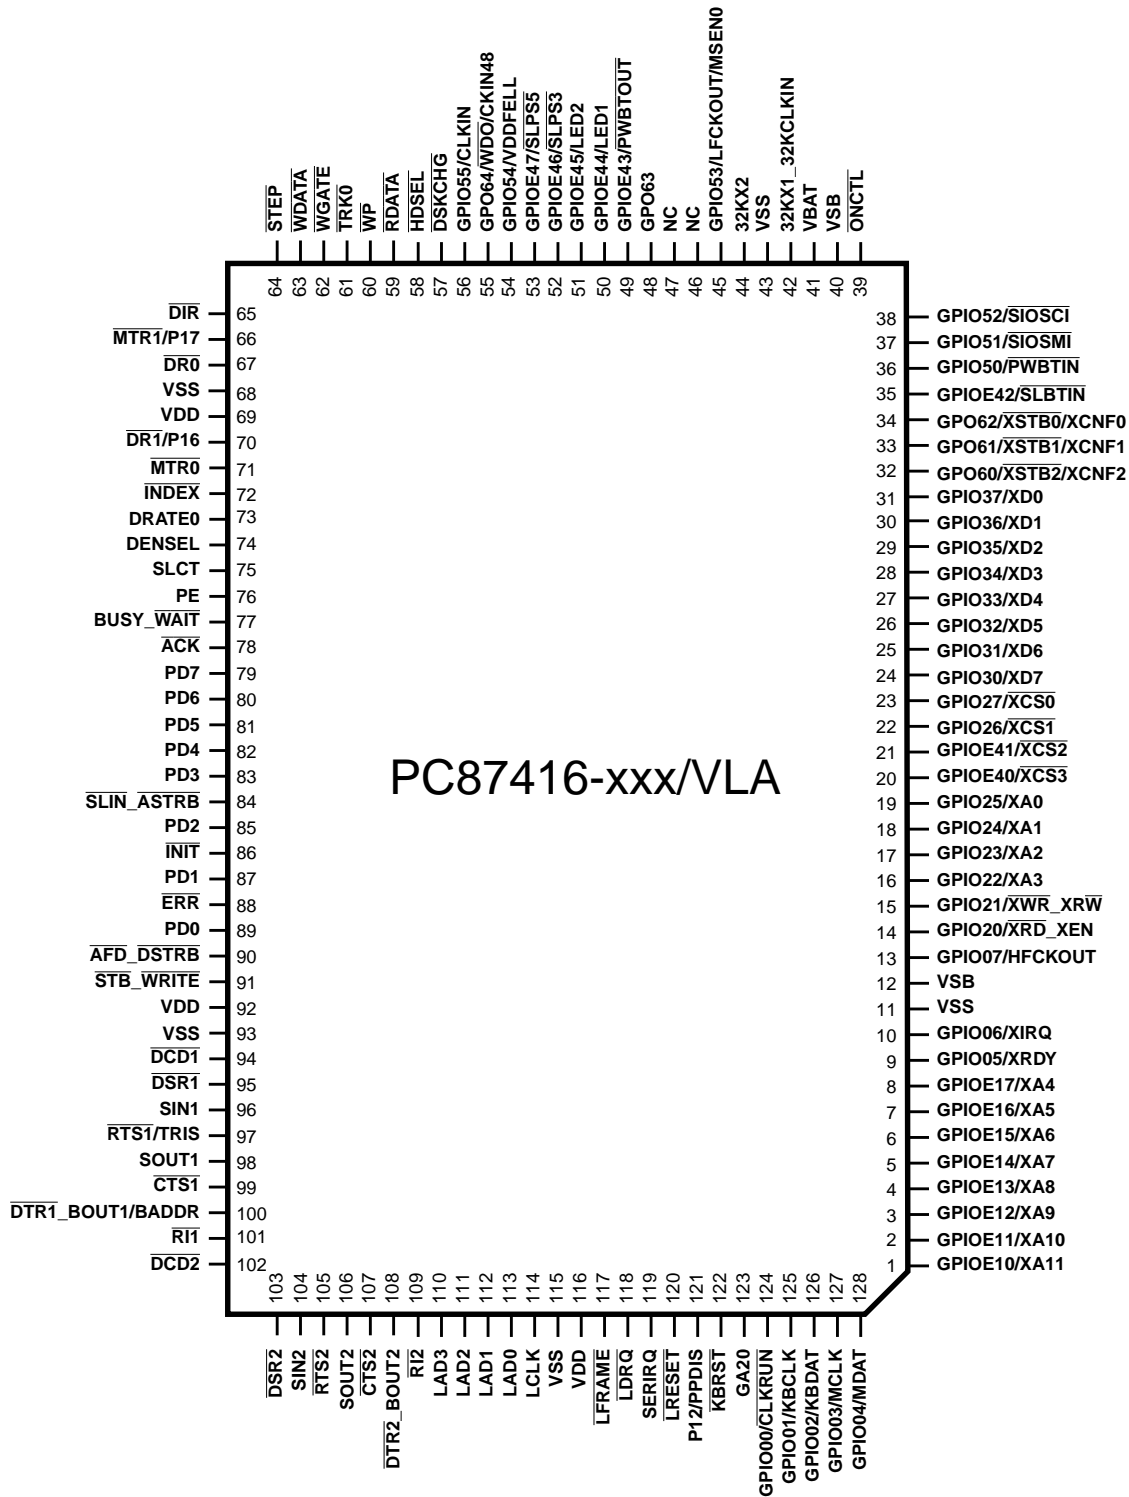 STEP
WDATA
WGATE
TRK0
WP
RDATA
HDSEL
DSKCHG
GPIO55/CLKIN
GPO64/WDO/CKIN48
GPIO54/VDDFELL
GPIOE47/SLPS5
GPIOE46/SLPS3
GPIOE45/LED2
GPIOE44/LED1
GPIOE43/PWBTOUT
GPO63
NC
NC
GPIO53/LFCKOUT/MSEN0
32KX2
VSS
32KX1_32KCLKIN
VBAT
VSB
ONCTL
64
63
62
61
60
59
58
57
56
55
54
53
52
51
50
49
48
47
46
45
44
43
42
41
40
39
DIR 65
MTR1/P17 66
DR0 67
VSS 68
VDD 69
DR1/P16 70
MTR0 71
INDEX 72
DRATE0 73
DENSEL 74
SLCT 75
PE 76
BUSY_WAIT 77
ACK 78
PD7 79
PD6 80
PD5 81
PD4 82
PD3 83
SLIN_ASTRB 84
PD2 85
INIT 86
PD1 87
ERR 88
PD0 89
AFD_DSTRB 90
STB_WRITE 91
VDD 92
VSS 93
DCD1 94
DSR1 95
SIN1 96
RTS1/TRIS 97
SOUT1 98
CTS1 99
DTR1_BOUT1/BADDR 100
RI1 101
DCD2 102
PC87416-xxx/VLA
38 GPIO52/SIOSCI
37 GPIO51/SIOSMI
36 GPIO50/PWBTIN
35 GPIOE42/SLBTIN
34 GPO62/XSTB0/XCNF0
33 GPO61/XSTB1/XCNF1
32 GPO60/XSTB2/XCNF2
31 GPIO37/XD0
30 GPIO36/XD1
29 GPIO35/XD2
28 GPIO34/XD3
27 GPIO33/XD4
26 GPIO32/XD5
25 GPIO31/XD6
24 GPIO30/XD7
23 GPIO27/XCS0
22 GPIO26/XCS1
21 GPIOE41/XCS2
20 GPIOE40/XCS3
19 GPIO25/XA0
18 GPIO24/XA1
17 GPIO23/XA2
16 GPIO22/XA3
15 GPIO21/XWR_XRW
14 GPIO20/XRD_XEN
13 GPIO07/HFCKOUT
12 VSB
11 VSS
10 GPIO06/XIRQ
9 GPIO05/XRDY
8 GPIOE17/XA4
7 GPIOE16/XA5
6 GPIOE15/XA6
5 GPIOE14/XA7
4 GPIOE13/XA8
3 GPIOE12/XA9
2 GPIOE11/XA10
1 GPIOE10/XA11
103
104
105
106
107
108
109
110
111
112
113
114
115
116
117
118
119
120
121
122
123
124
125
126
127
128
DSR2
SIN2
RTS2
SOUT2
CTS2
DTR2_BOUT2
RI2
LAD3
LAD2
LAD1
LAD0
LCLK
VSS
VDD
LFRAME
LDRQ
SERIRQ
LRESET
P12/PPDIS
KBRST
GA20
GPIO00/CLKRUN
GPIO01/KBCLK
GPIO02/KBDAT
GPIO03/MCLK
GPIO04/MDAT